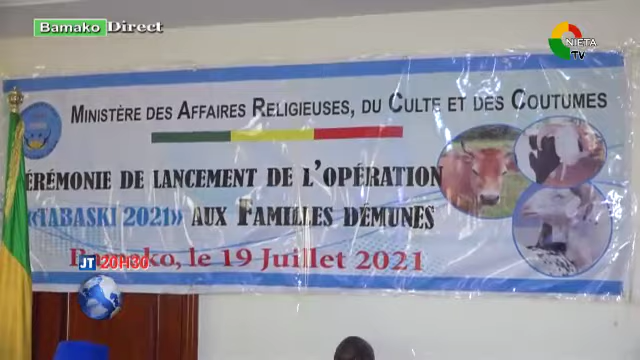 Bamako Direct
NIETA
TV
MINISTÈRE DES AFFAIRES RELIGIEUSES, DU CULTE ET DES COUTUMES
ÉRÉMONIE DE LANCEMENT DE L'OPÉRATION
«TABASKI 2021» AUX FAMILLES DÉMUNES
Bamako, le 19 Juillet 2021
JT 20H30